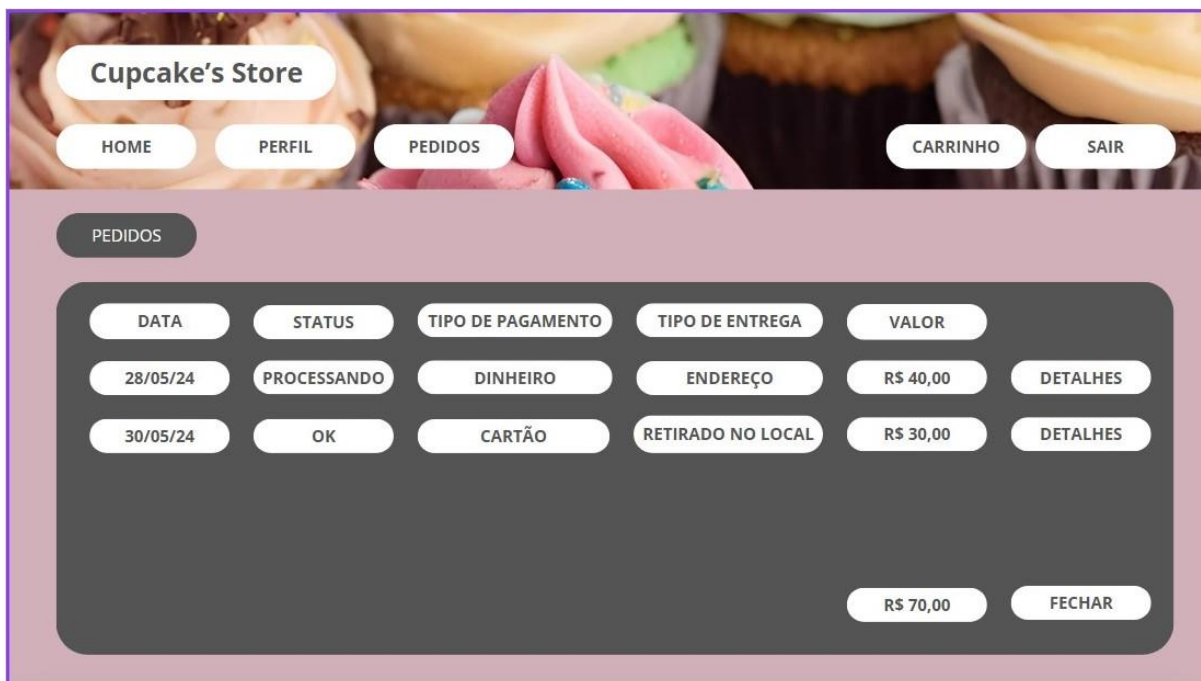 Cupcake's Store
HOME PERFIL PEDIDOS CARRINHO SAIR
PEDIDOS
DATA STATUS TIPO DE PAGAMENTO TIPO DE ENTREGA VALOR
28/05/24 PROCESSANDO DINHEIRO ENDEREÇO R$ 40,00 DETALHES
30/05/24 OK CARTÃO RETIRADO NO LOCAL R$ 30,00 DETALHES
R$ 70,00 FECHAR